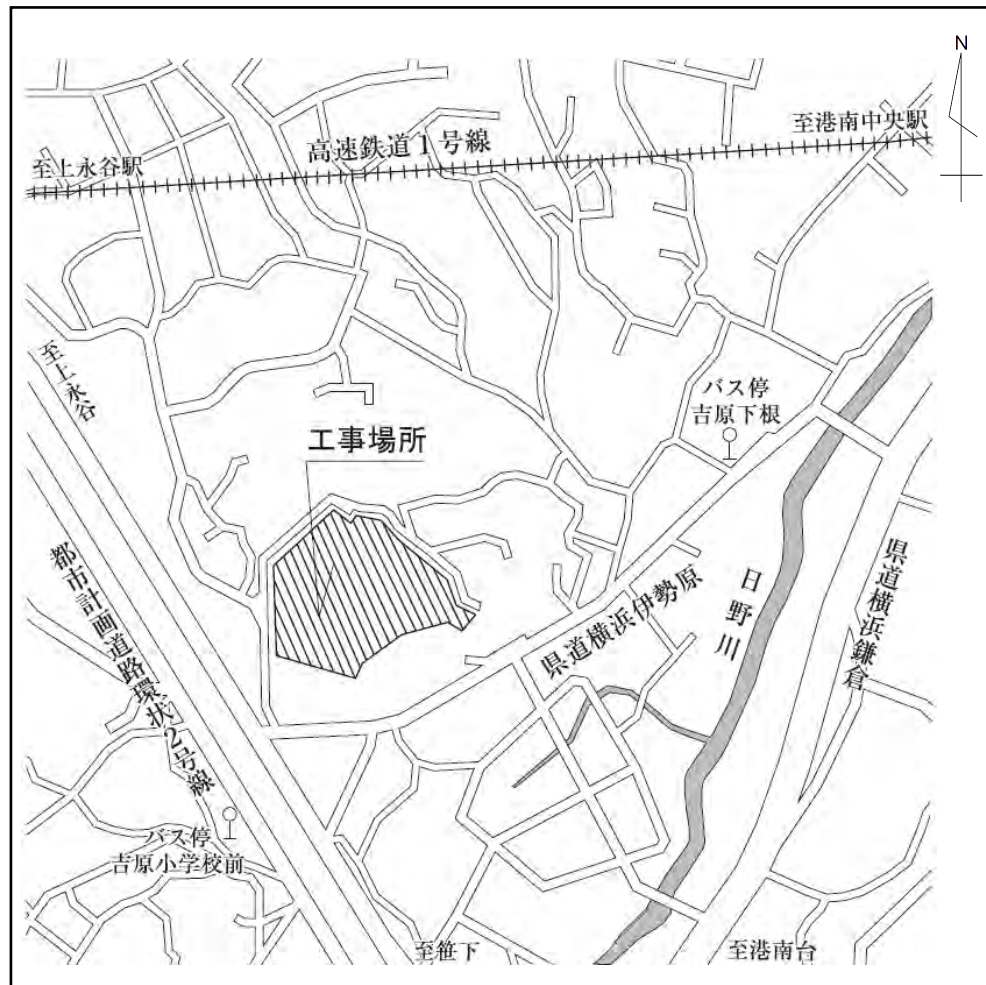 N
至港南中央駅
高速鉄道1号線
至上永谷駅
至上永谷
バス停
吉原下根
工事場所
県道横浜伊勢原
日野川
県道横浜鎌倉
都市計画道路環状2号線
バス停
吉原小学校前
至笹下
至港南台